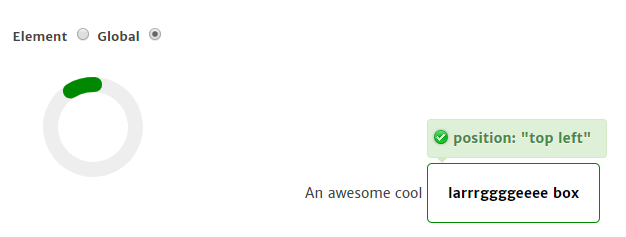 Element Global
position: "top left"
An awesome cool larrrggggeeee box